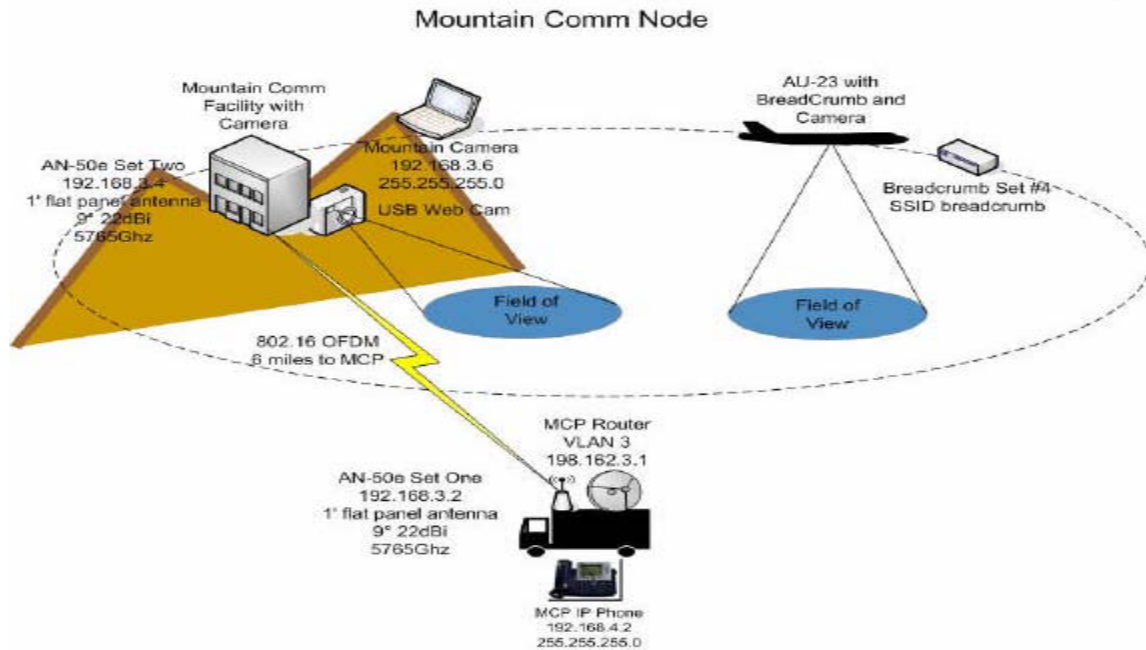 Mountain Comm Node
Mountain Comm
Facility with
Camera
AN-50e Set Two
192.168.3.4
1' flat panel antenna
9° 22dBi
5765Ghz
Mountain Camera
192.168.3.6
255.255.255.0
USB Web Cam
AU-23 with
BreadCrumb and
Camera
Breadcrumb Set #4
SSID breadcrumb
Field of
View
Field of
View
802.16 OFDM
6 miles to MCP
MCP Router
VLAN 3
198.162.3.1
AN-50e Set One
192.168.3.2
1' flat panel antenna
9° 22dBi
5765Ghz
MCP IP Phone
192.168.4.2
255.255.255.0